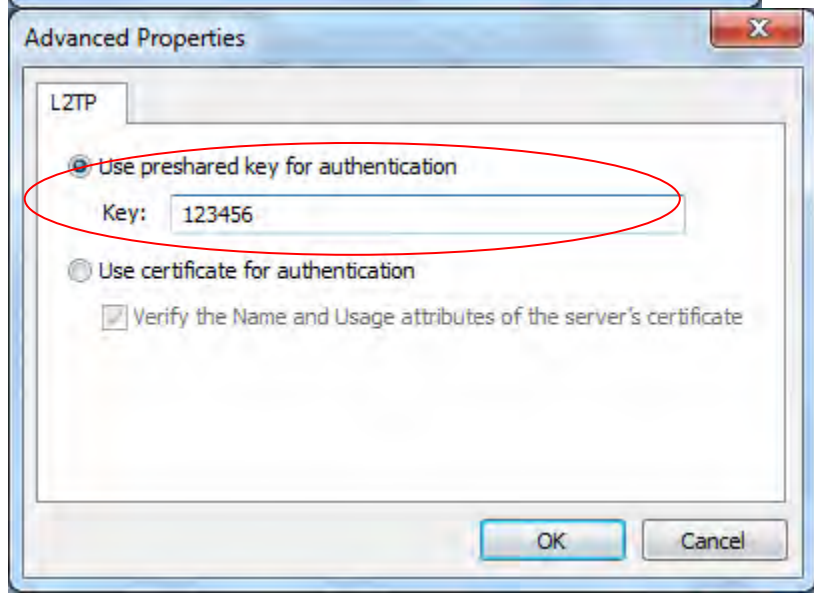 Advanced Properties
L2TP
Use preshared key for authentication
Key: 123456
Use certificate for authentication
Verify the Name and Usage attributes of the server's certificate
OK Cancel